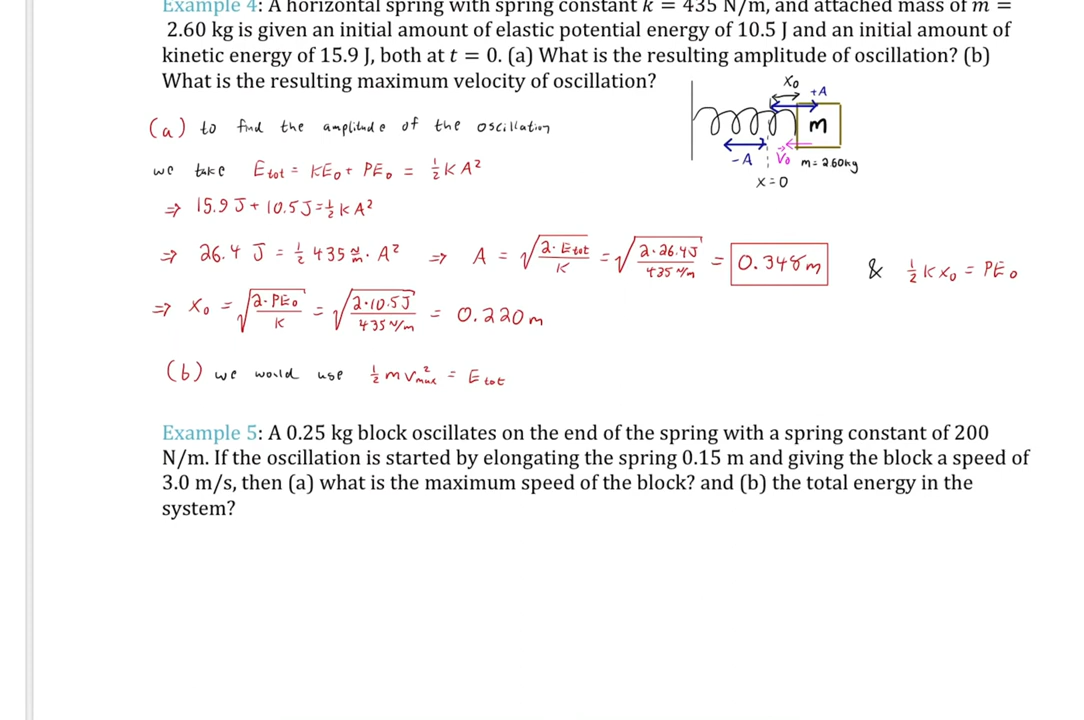 Example 4: A horizontal spring with spring constant k = 435 N/m, and attached mass of m =
2.60 kg is given an initial amount of elastic potential energy of 10.5 J and an initial amount of
kinetic energy of 15.9 J, both at t = 0. (a) What is the resulting amplitude of oscillation? (b)
What is the resulting maximum velocity of oscillation?
x₀
+A
m
-A
v₀
m = 2.60kg
x=0
(a) to find the amplitude of the oscillation
we take E tot = KE₀ + PE₀ = ½ K A²
⇒ 15.9 J + 10.5 J = ½ K A²
⇒ 26.4 J = ½ 435 N/m · A² ⇒ A = √(2·E tot / K) = √(2·26.4J / 435 N/m) = 0.348m & ½ K x₀ = PE₀
⇒ x₀ = √(2·PE₀ / K) = √(2·10.5J / 435 N/m) = 0.220m
(b) we would use ½ m v²max = E tot
Example 5: A 0.25 kg block oscillates on the end of the spring with a spring constant of 200
N/m. If the oscillation is started by elongating the spring 0.15 m and giving the block a speed of
3.0 m/s, then (a) what is the maximum speed of the block? and (b) the total energy in the
system?